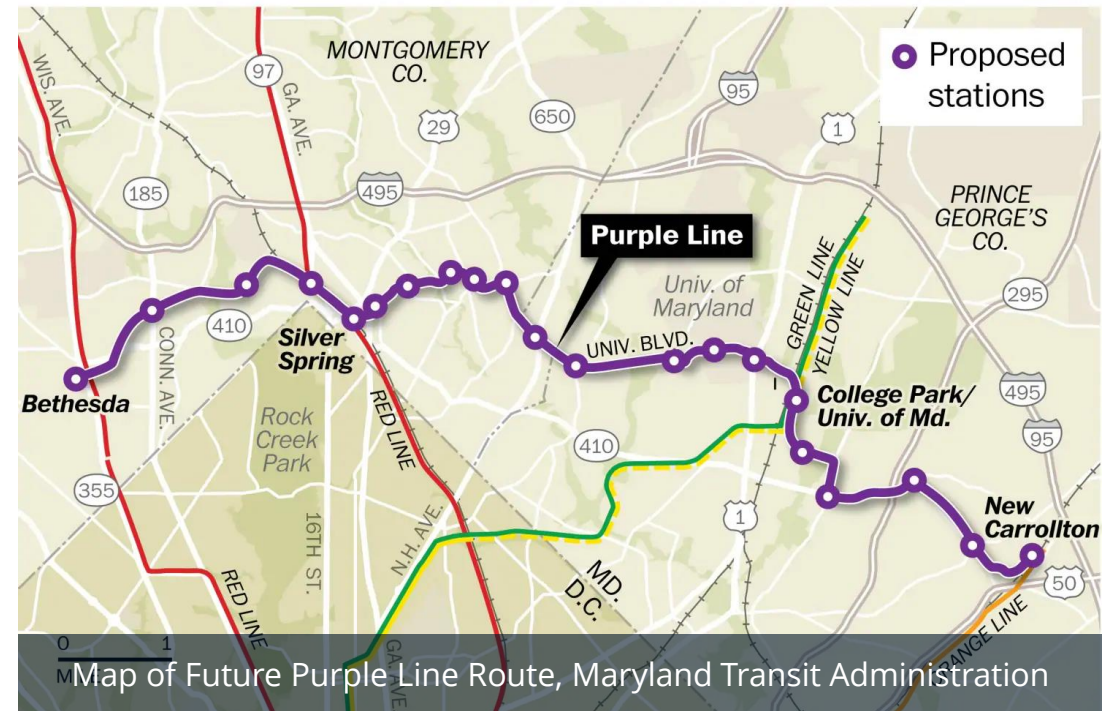 MONTGOMERY
CO.
Proposed
stations
WIS. AVE.
97
GA. AVE.
29
650
95
1
185
495
PRINCE
GEORGE'S
CO.
Purple Line
Univ. of
Maryland
GREEN LINE
YELLOW LINE
295
410
CONN. AVE.
Silver
Spring
UNIV. BLVD.
Bethesda
Rock
Creek
Park
RED LINE
College Park/
Univ. of Md.
495
95
410
355
16TH ST.
N.H. AVE.
1
New
Carrollton
MD.
D.C.
50
RED LINE
GA. AVE.
ORANGE LINE
0 1
Map of Future Purple Line Route, Maryland Transit Administration